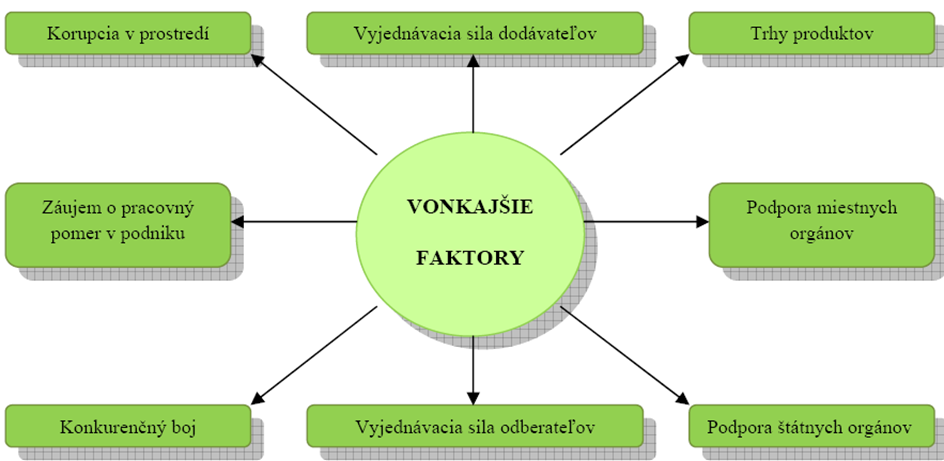 Korupcia v prostredí
Vyjednávacia sila dodávateľov
Trhy produktov
Záujem o pracovný
pomer v podniku
VONKAJŠIE
FAKTORY
Podpora miestnych
orgánov
Konkurenčný boj
Vyjednávacia sila odberateľov
Podpora štátnych orgánov